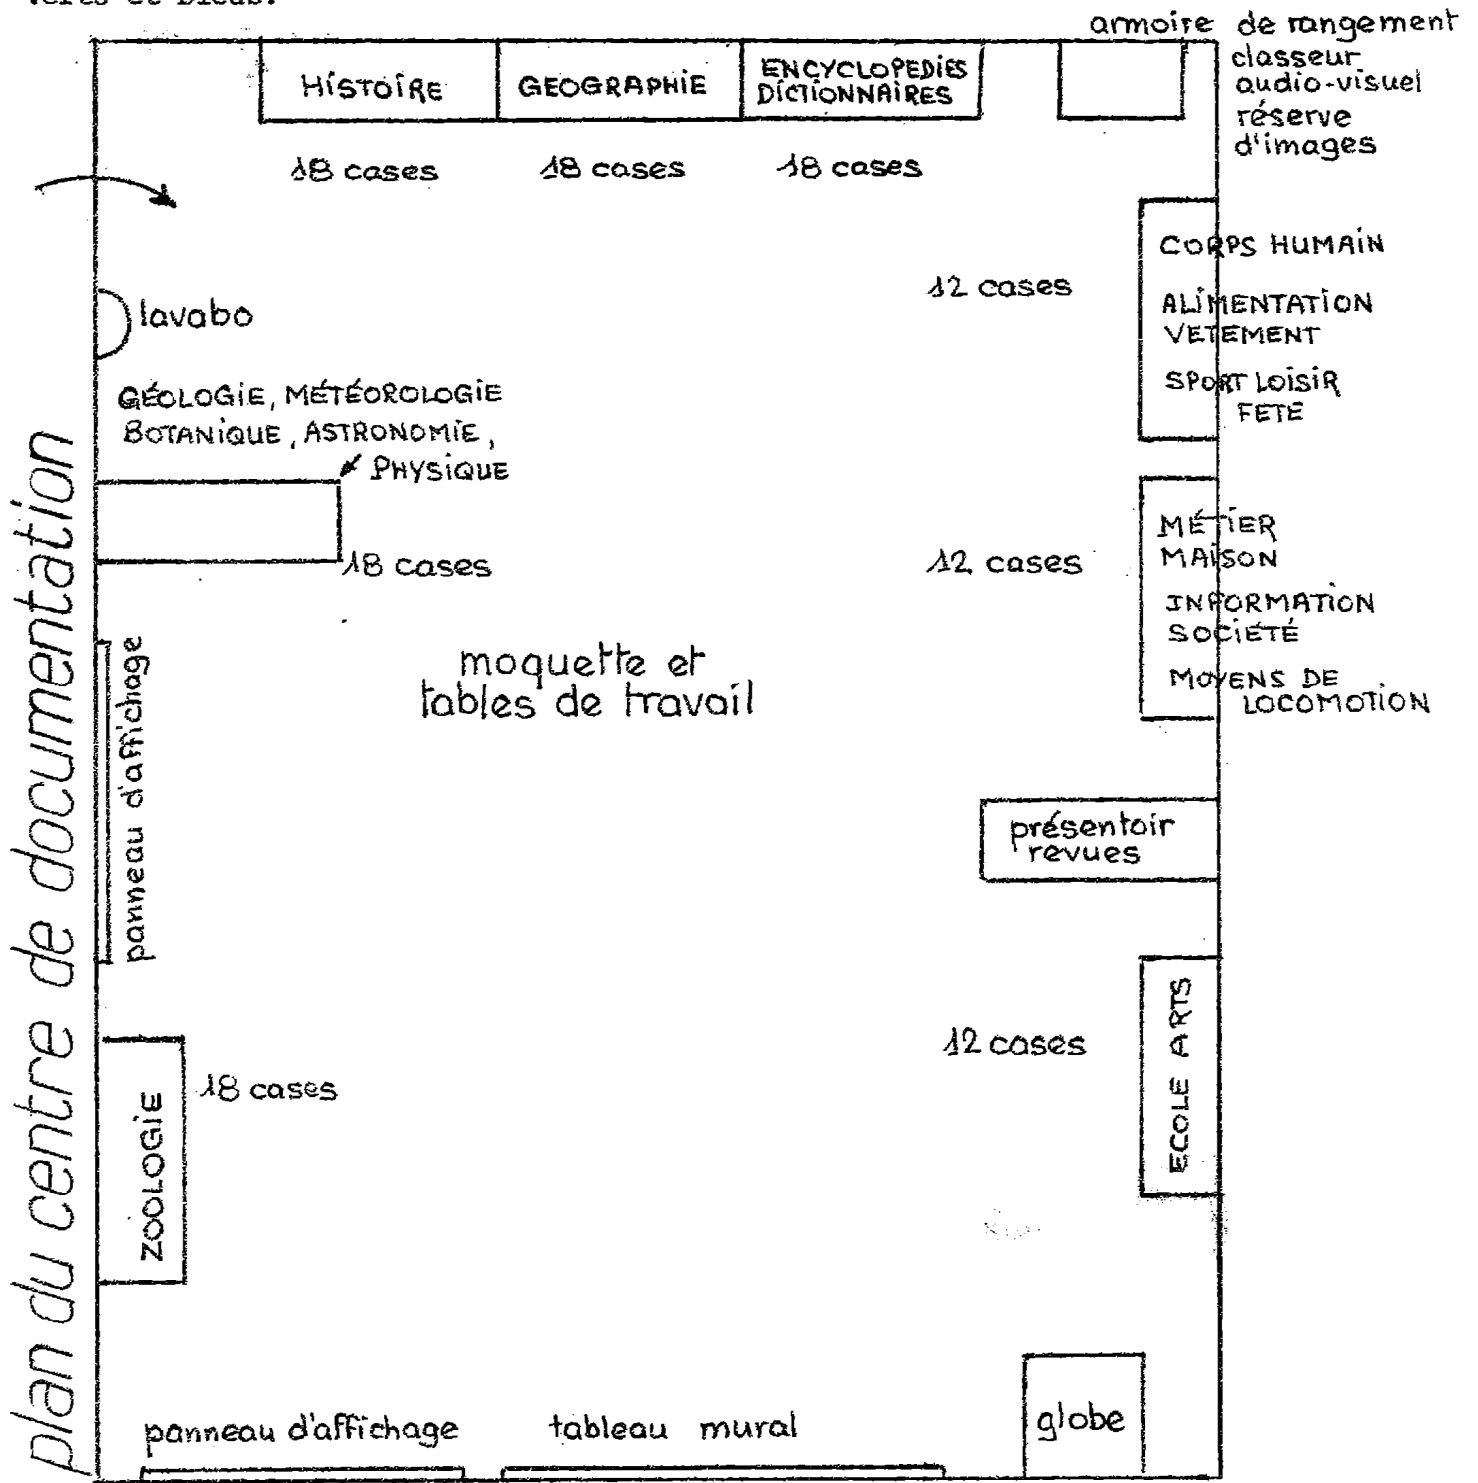 armoire de rangement
classeur
audio-visuel
réserve
d'images
HISTOIRE
GEOGRAPHIE
ENCYCLOPEDIES
DICTIONNAIRES
18 cases
18 cases
18 cases
CORPS HUMAIN
ALIMENTATION
VETEMENT
SPORT LOISIR
FETE
12 cases
lavabo
GÉOLOGIE, MÉTÉOROLOGIE
BOTANIQUE, ASTRONOMIE,
PHYSIQUE
18 cases
12 cases
MÉTIER
MAISON
INFORMATION
SOCIÉTÉ
MOYENS DE
LOCOMOTION
plan du centre de documentation
panneau d'affichage
moquette et
tables de travail
présentoir
revues
12 cases
ECOLE ARTS
ZOOLOGIE
18 cases
panneau d'affichage
tableau mural
globe